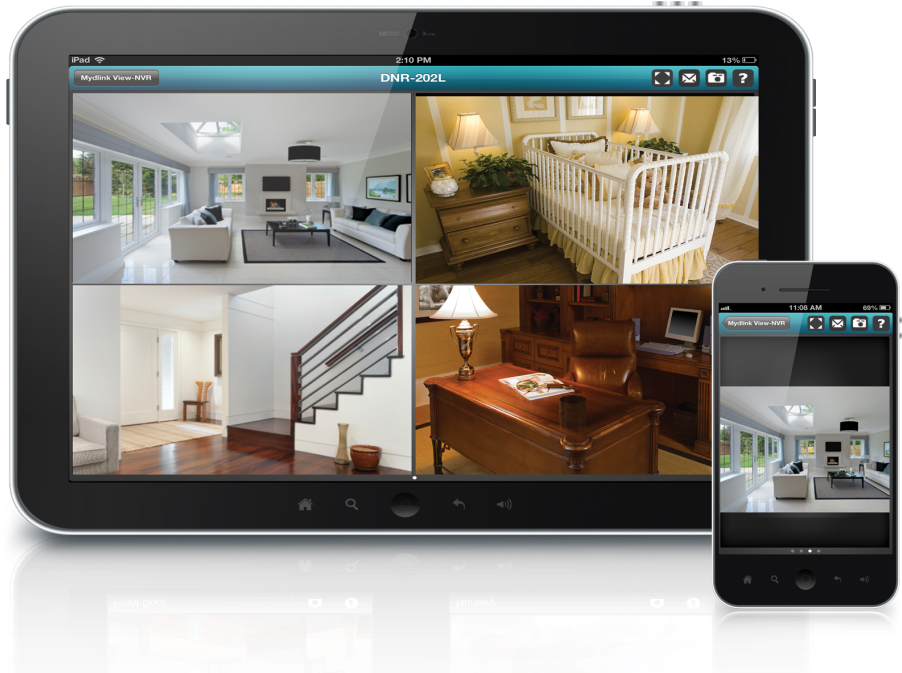 iPad 2:10 PM 13%
Mydlink View-NVR DNR-202L ?
11:08 AM 69%
Mydlink View-NVR ?